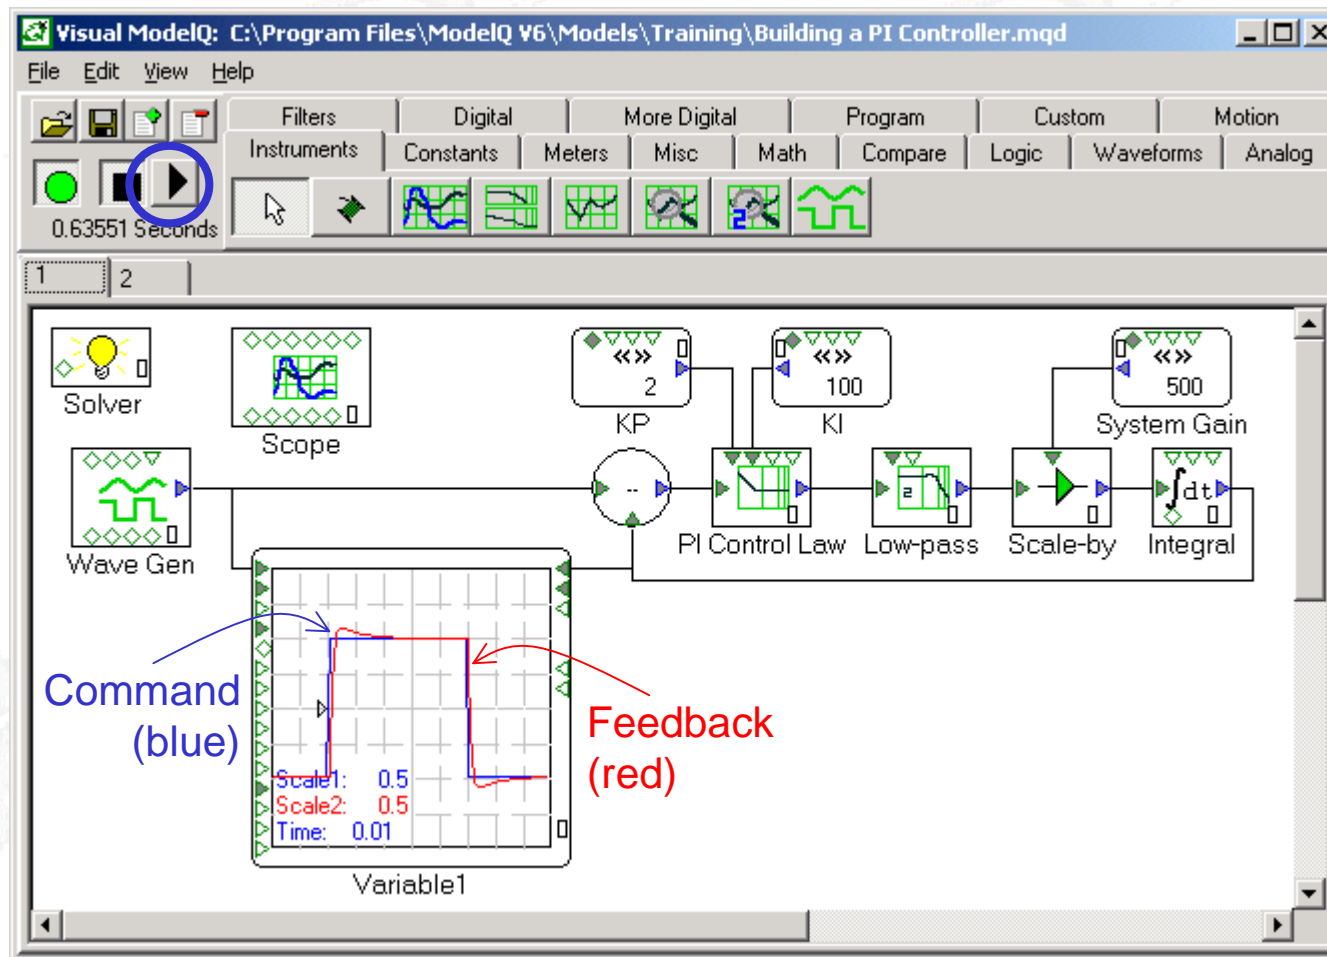 Visual ModelQ: C:\Program Files\ModelQ V6\Models\Training\Building a PI Controller.mqd
File Edit View Help
Filters Digital More Digital Program Custom Motion
Instruments Constants Meters Misc Math Compare Logic Waveforms Analog
2
0.63551 Seconds
1 2
Solver
Scope
«» 2
KP
«» 100
KI
«» 500
System Gain
Wave Gen
--
PI Control Law
2
Low-pass
Scale-by
∫dt
Integral
Command
(blue)
Feedback
(red)
Scale1: 0.5
Scale2: 0.5
Time: 0.01
Variable1